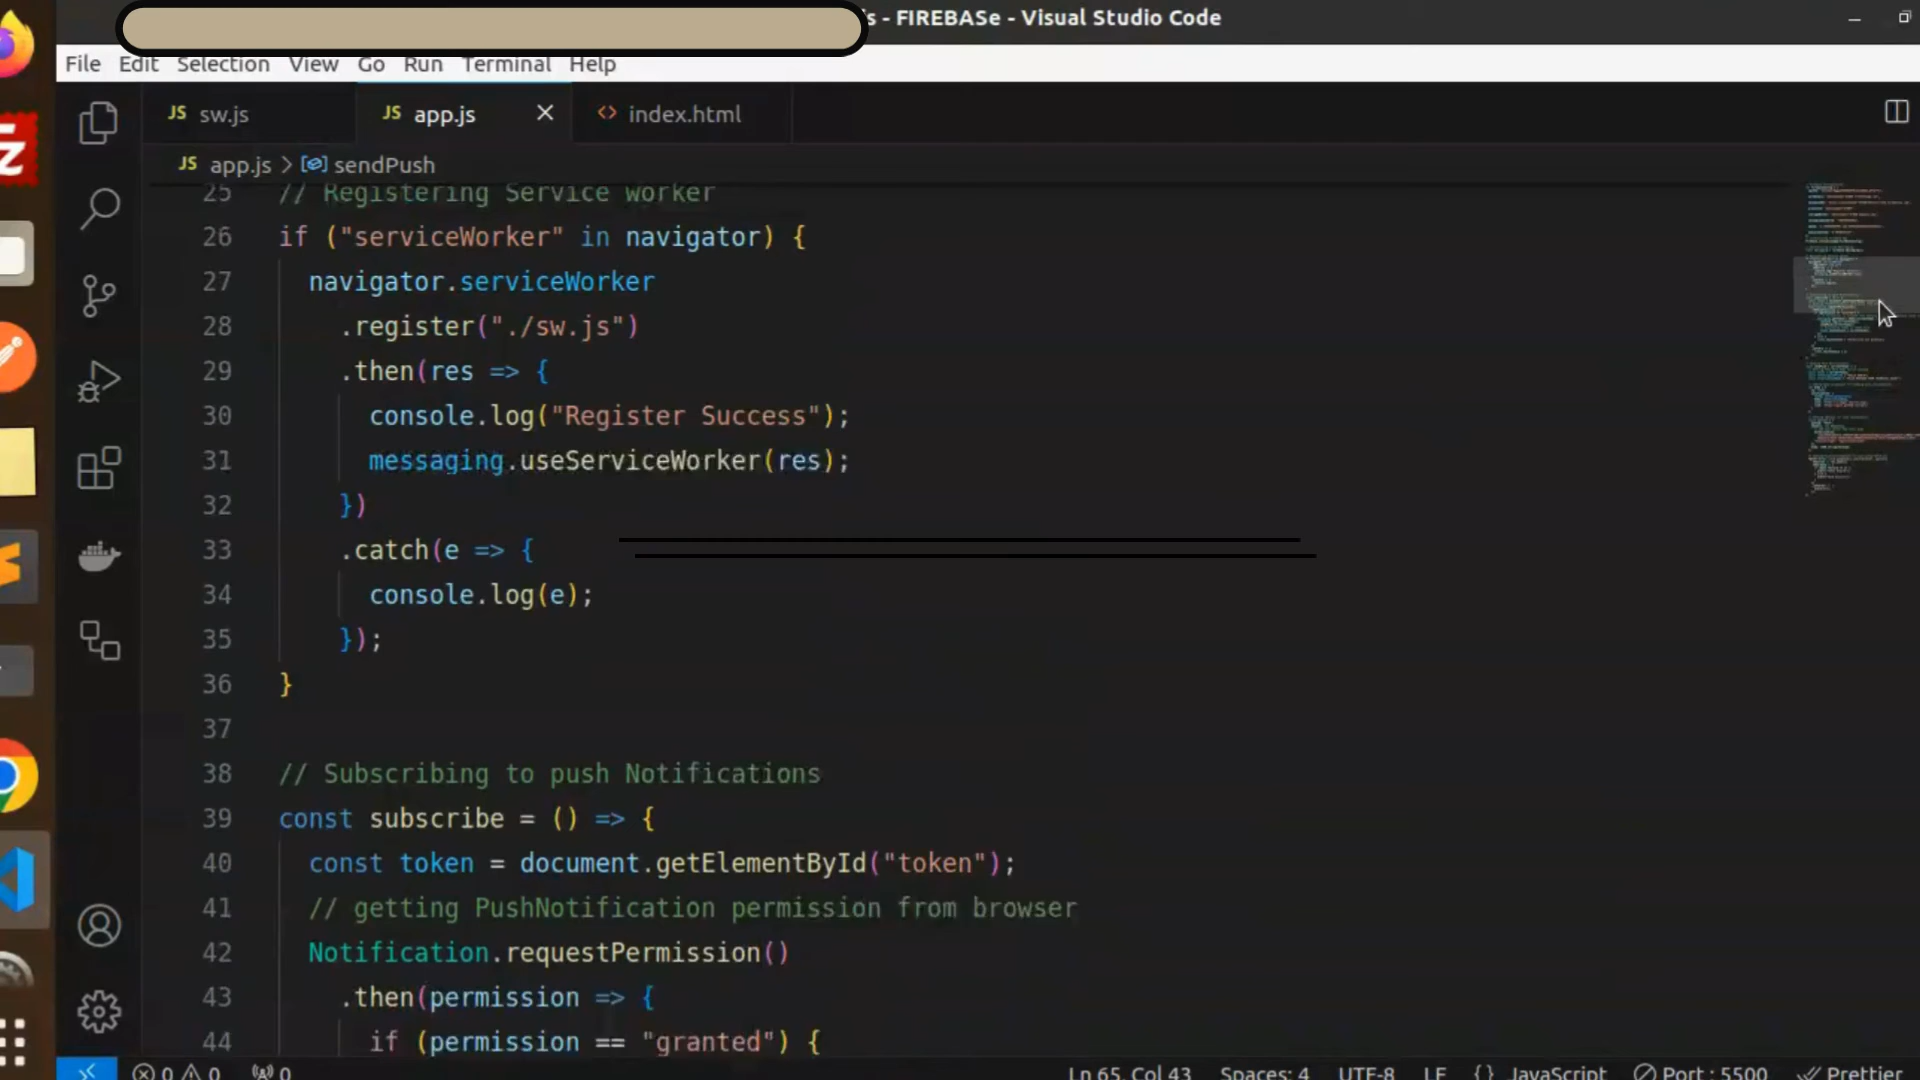 s - FIREBASe - Visual Studio Code
File Edit Selection View Go Run Terminal Help
JS sw.js JS app.js index.html
JS app.js > sendPush
25 // Registering Service Worker
26 if ("serviceWorker" in navigator) {
27 navigator.serviceWorker
28 .register("./sw.js")
29 .then(res => {
30 console.log("Register Success");
31 messaging.useServiceWorker(res);
32 })
33 .catch(e => {
34 console.log(e);
35 });
36 }
37
38 // Subscribing to push Notifications
39 const subscribe = () => {
40 const token = document.getElementById("token");
41 // getting PushNotification permission from browser
42 Notification.requestPermission()
43 .then(permission => {
44 if (permission == "granted") {
0 0 0 Ln 65, Col 43 Spaces: 4 UTF-8 LF {} JavaScript Port : 5500 Prettier